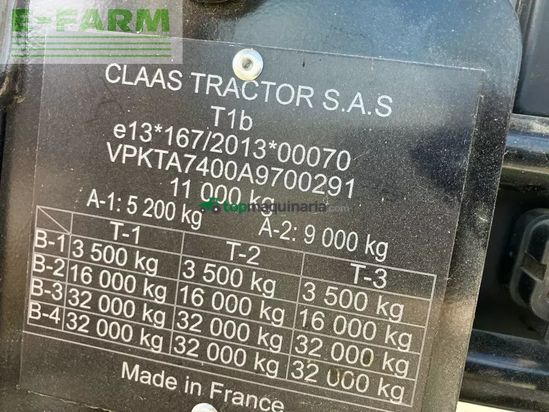 E-FARM
CLAAS TRACTOR S.A.S
T1b
e13*167/2013*00070
VPKTA7400A9700291
11 000 kg
topmaquinaria.com
A-1: 5 200 kg A-2: 9 000 kg
T-1 T-2 T-3
B-1 3 500 kg 3 500 kg 3 500 kg
B-2 16 000 kg 16 000 kg 16 000 kg
B-3 32 000 kg 32 000 kg 32 000 kg
B-4 32 000 kg 32 000 kg 32 000 kg
Made in France